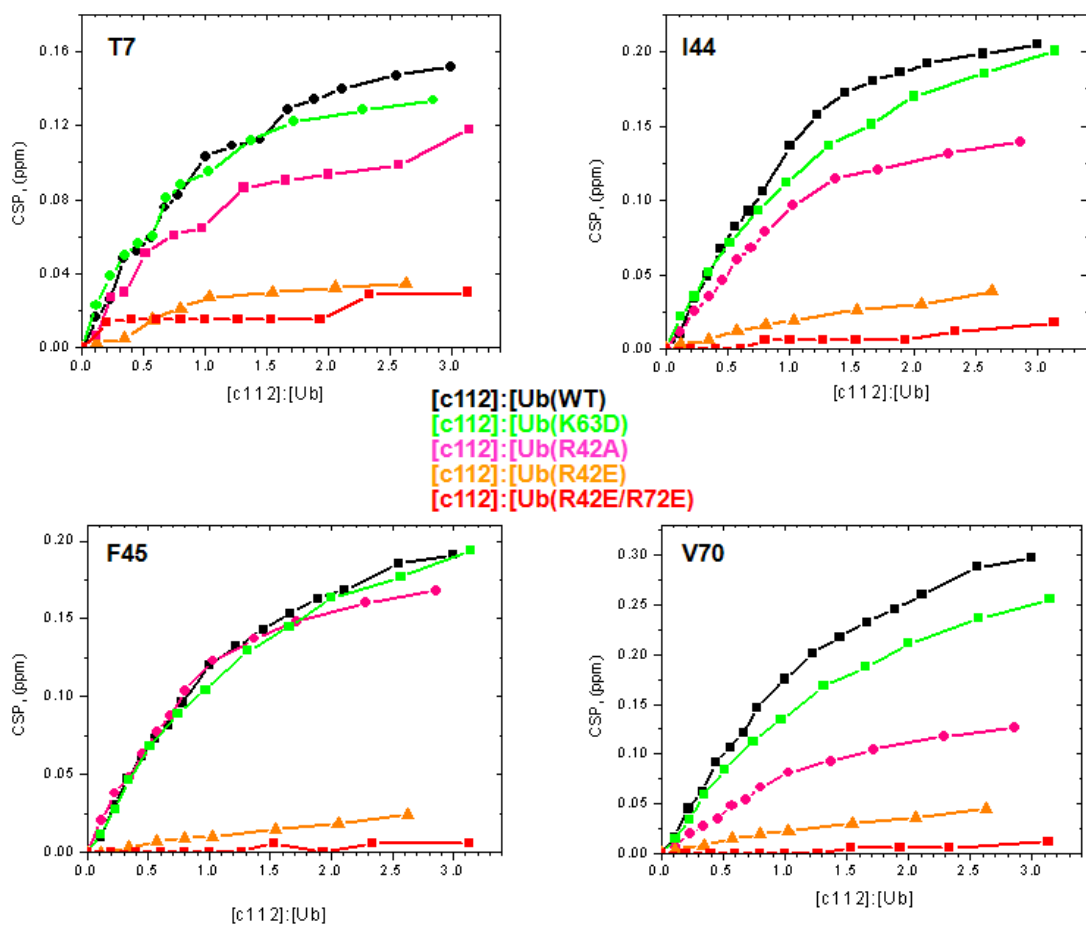 T7
CSP, (ppm)
0.16
0.12
0.08
0.04
0.00
0.0 0.5 1.0 1.5 2.0 2.5 3.0
[c112]:[Ub]
I44
CSP, (ppm)
0.20
0.15
0.10
0.05
0.00
0.0 0.5 1.0 1.5 2.0 2.5 3.0
[c112]:[Ub]
[c112]:[Ub(WT)
[c112]:[Ub(K63D)
[c112]:[Ub(R42A)
[c112]:[Ub(R42E)
[c112]:[Ub(R42E/R72E)
F45
CSP, (ppm)
0.20
0.15
0.10
0.05
0.00
0.0 0.5 1.0 1.5 2.0 2.5 3.0
[c112]:[Ub]
V70
CSP, (ppm)
0.30
0.25
0.20
0.15
0.10
0.05
0.00
0.0 0.5 1.0 1.5 2.0 2.5 3.0
[c112]:[Ub]